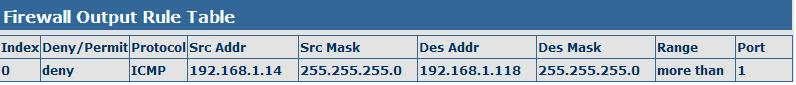 Firewall Output Rule Table
Index Deny/Permit Protocol Src Addr Src Mask Des Addr Des Mask Range Port
0 deny ICMP 192.168.1.14 255.255.255.0 192.168.1.118 255.255.255.0 more than 1